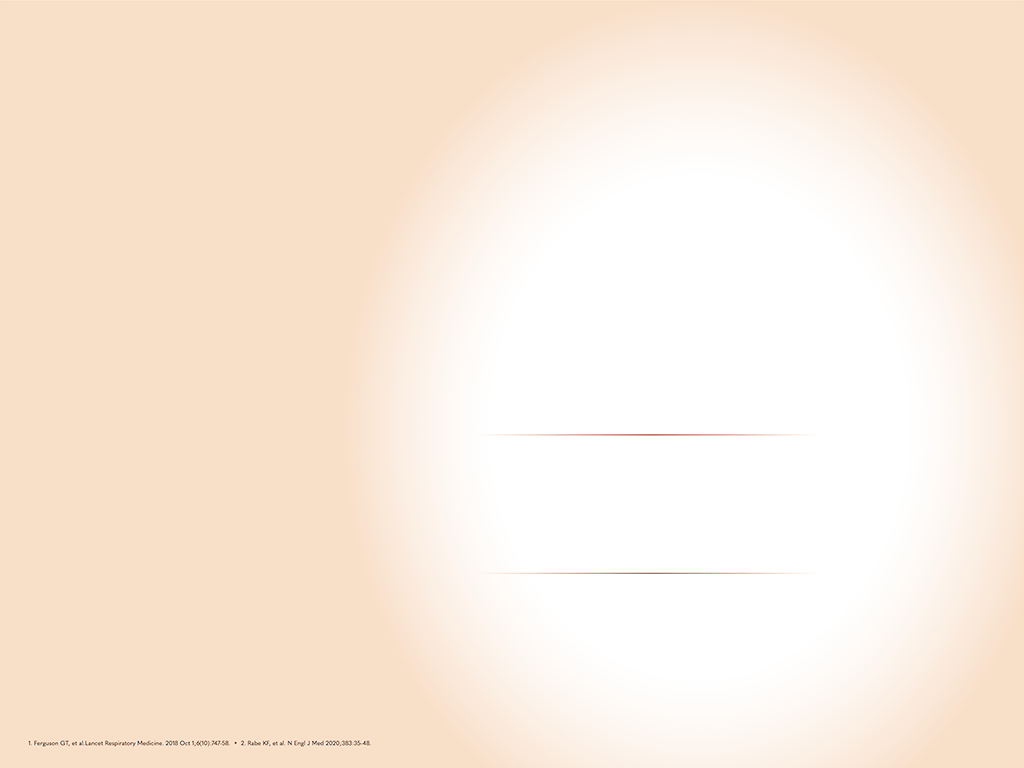 1. Ferguson GT, et al.Lancet Respiratory Medicine. 2018 Oct 1;6(10):747-58. • 2. Rabe KF, et al. N Engl J Med 2020;383:35-48.